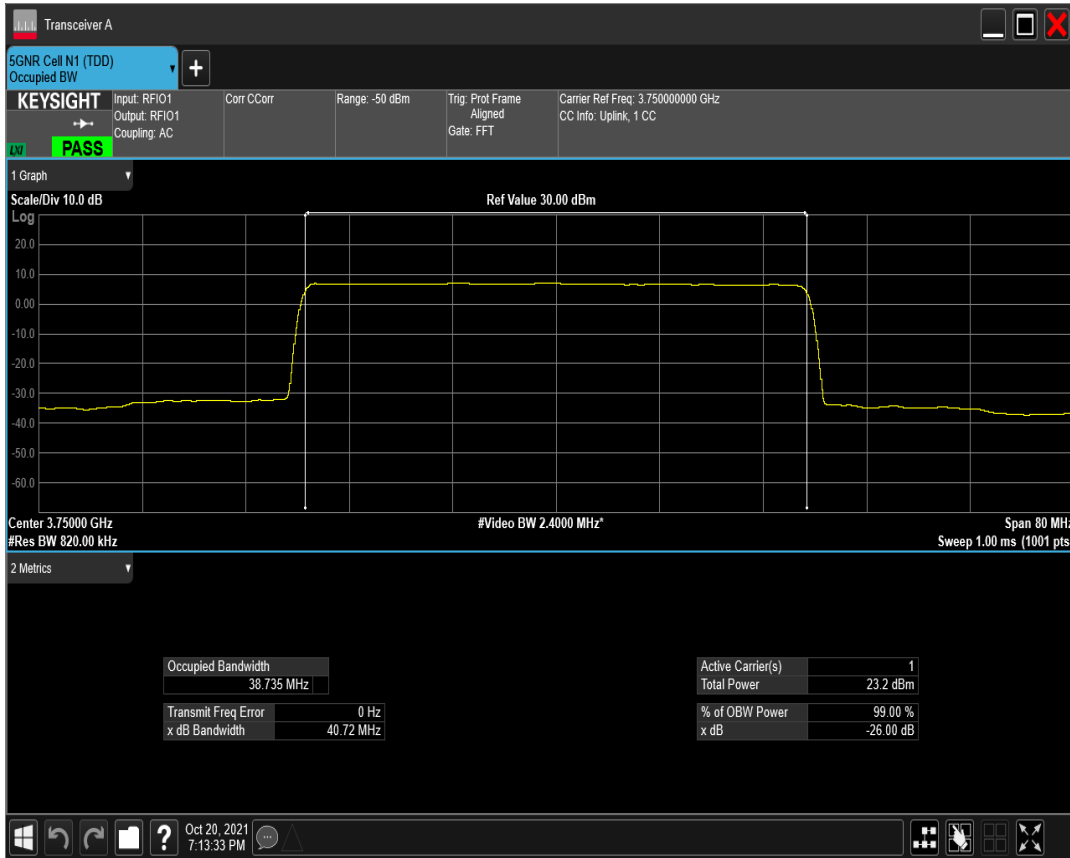 Transceiver A
5GNR Cell N1 (TDD)
Occupied BW
+
KEYSIGHT
LXI
PASS
Input: RFIO1
Output: RFIO1
Coupling: AC
Corr CCorr
Range: -50 dBm
Trig: Prot Frame
Aligned
Gate: FFT
Carrier Ref Freq: 3.750000000 GHz
CC Info: Uplink, 1 CC
1 Graph
Scale/Div 10.0 dB
Ref Value 30.00 dBm
Log
20.0
10.0
0.00
-10.0
-20.0
-30.0
-40.0
-50.0
-60.0
Center 3.75000 GHz
#Video BW 2.4000 MHz*
Span 80 MHz
#Res BW 820.00 kHz
Sweep 1.00 ms (1001 pts
2 Metrics
Occupied Bandwidth
38.735 MHz
Transmit Freq Error 0 Hz
x dB Bandwidth 40.72 MHz
Active Carrier(s) 1
Total Power 23.2 dBm
% of OBW Power 99.00 %
x dB -26.00 dB
?
Oct 20, 2021
7:13:33 PM